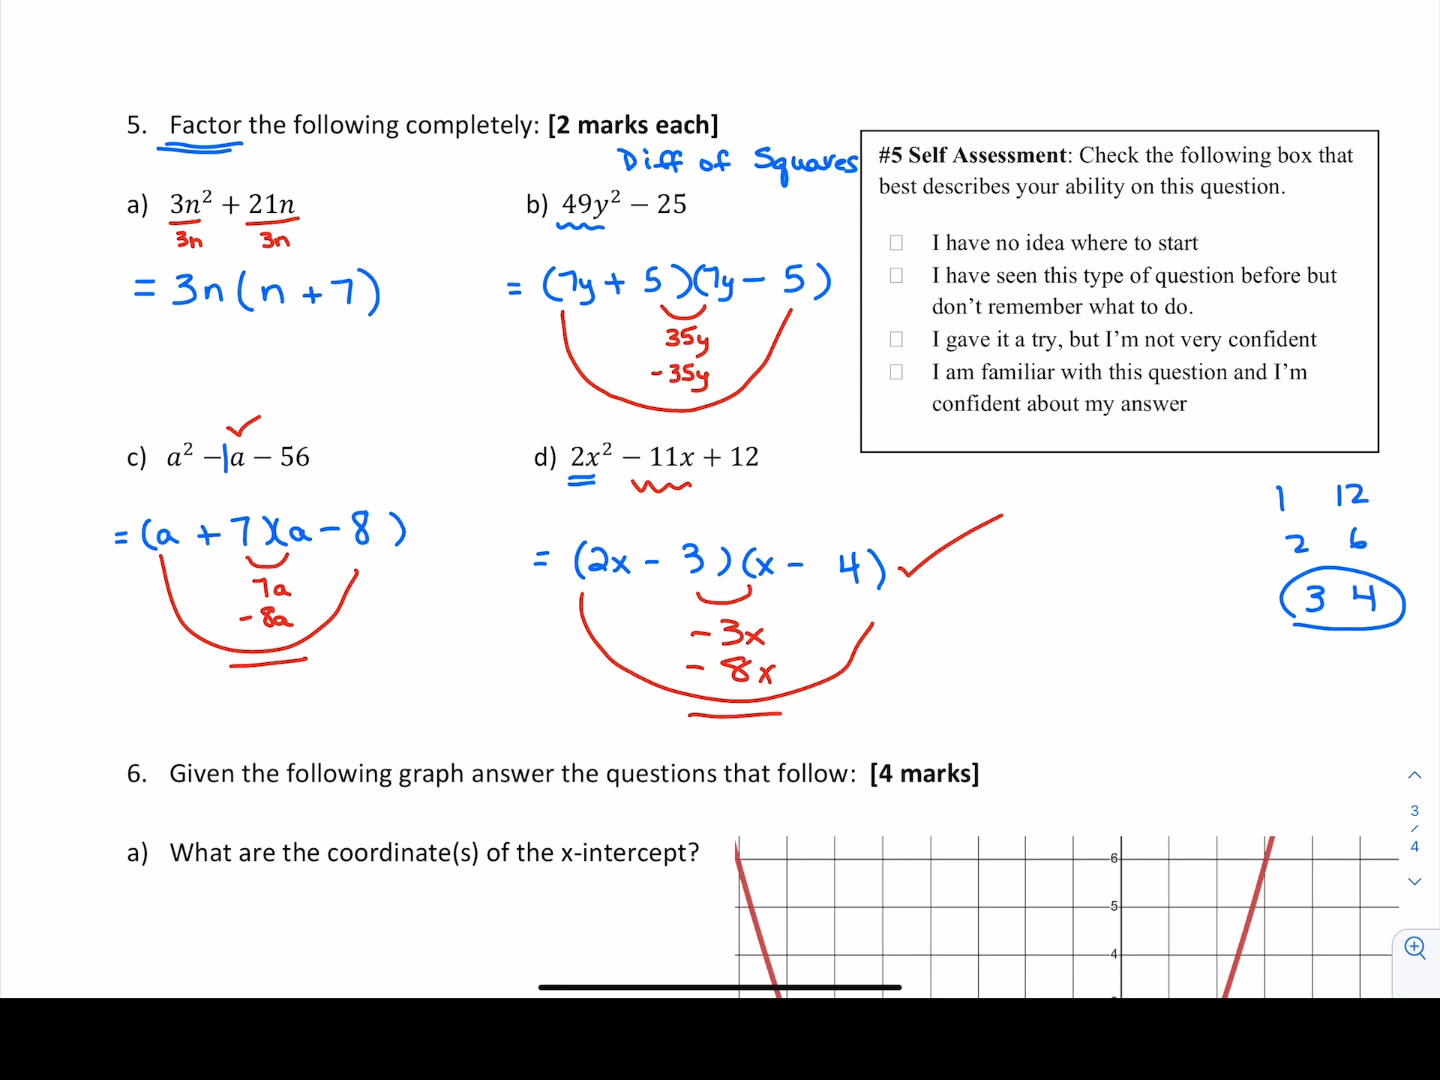 5. Factor the following completely: [2 marks each]
Diff of Squares
a) 3n² + 21n
3n 3n
= 3n(n + 7)
b) 49y² − 25
= (7y + 5)(7y − 5)
35y
-35y
#5 Self Assessment: Check the following box that
best describes your ability on this question.
☐ I have no idea where to start
☐ I have seen this type of question before but
don’t remember what to do.
☐ I gave it a try, but I’m not very confident
☐ I am familiar with this question and I’m
confident about my answer
c) a² −1a − 56
= (a + 7)(a − 8)
7a
- 8a
d) 2x² − 11x + 12
= (2x − 3)(x − 4)
- 3x
- 8x
1 12
2 6
3 4
6. Given the following graph answer the questions that follow: [4 marks]
a) What are the coordinate(s) of the x-intercept?
6
5
4
3
/
4